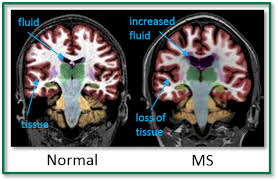 fluid
tissue
Normal
increased
fluid
loss of
tissue
MS